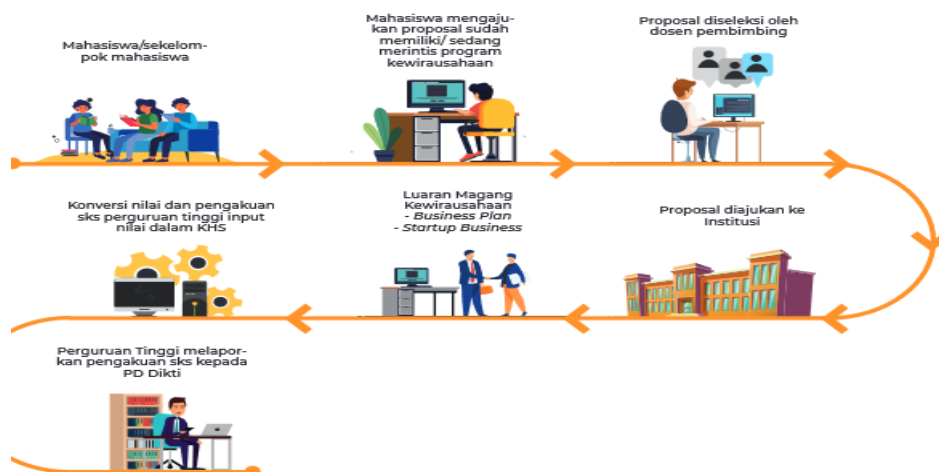 Mahasiswa/sekelom-
pok mahasiswa
Mahasiswa mengaju-
kan proposal sudah
memiliki/ sedang
merintis program
kewirausahaan
Proposal diseleksi oleh
dosen pembimbing
Proposal diajukan ke
Institusi
Luaran Magang
Kewirausahaan
- Business Plan
- Startup Business
Konversi nilai dan pengakuan
sks perguruan tinggi input
nilai dalam KHS
Perguruan Tinggi melapor-
kan pengakuan sks kepada
PD Dikti